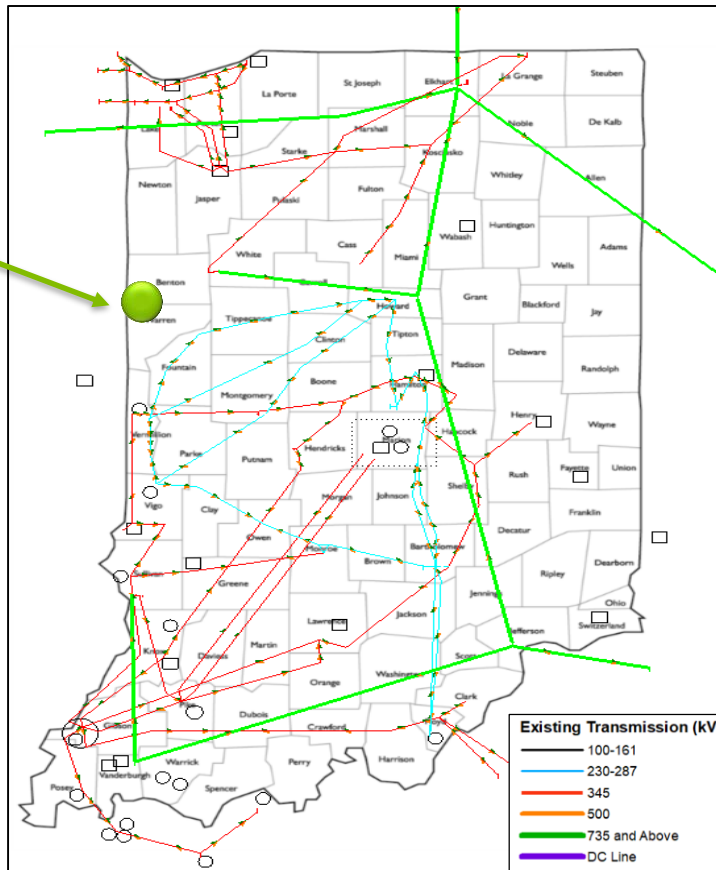 St Joseph
Elkhart
La Grange
Steuben
La Porte
Noble
De Kalb
Lake
Marshall
Starke
Kosciusko
Whitley
Allen
Newton
Jasper
Pulaski
Fulton
Huntington
Wabash
White
Cass
Miami
Adams
Wells
Benton
Carroll
Grant
Blackford
Jay
Warren
Tippecanoe
Howard
Clinton
Tipton
Delaware
Fountain
Madison
Randolph
Montgomery
Boone
Hamilton
Henry
Vermillion
Marion
Hancock
Wayne
Parke
Putnam
Hendricks
Rush
Fayette
Union
Shelby
Vigo
Clay
Morgan
Johnson
Franklin
Owen
Decatur
Monroe
Brown
Bartholomew
Dearborn
Sullivan
Greene
Ripley
Jennings
Ohio
Lawrence
Jackson
Switzerland
Knox
Daviess
Martin
Jefferson
Scott
Orange
Washington
Clark
Pike
Gibson
Dubois
Crawford
Floyd
Harrison
Warrick
Perry
Posey
Vanderburgh
Spencer
Existing Transmission (kV
100-161
230-287
345
500
735 and Above
DC Line